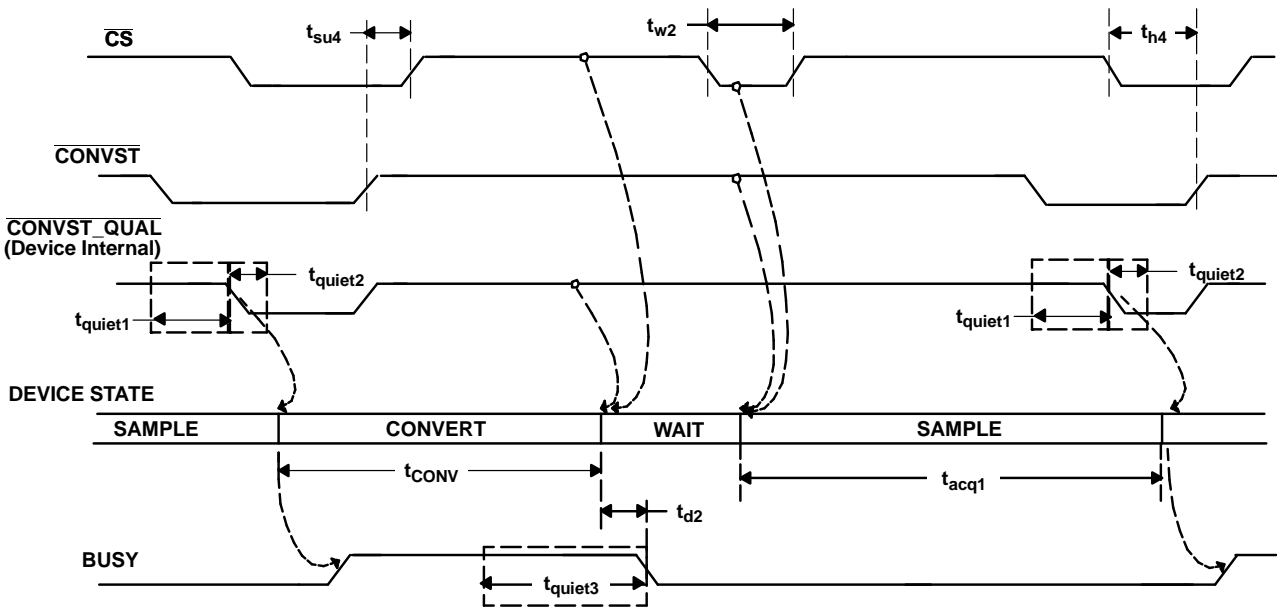 CS
tsu4
tw2
th4
CONVST
CONVST_QUAL
(Device Internal)
tquiet2
tquiet1
tquiet2
tquiet1
DEVICE STATE
SAMPLE
CONVERT
WAIT
SAMPLE
tCONV
tacq1
td2
BUSY
tquiet3